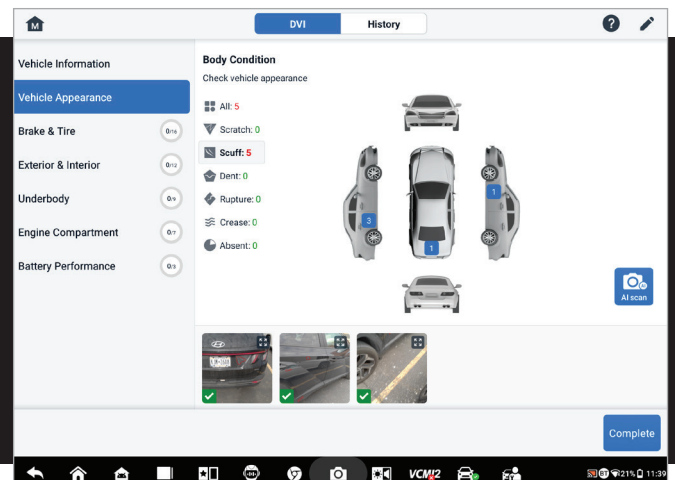 M
DVI
History
?
Vehicle Information
Vehicle Appearance
Brake & Tire
0/16
Exterior & Interior
0/12
Underbody
0/9
Engine Compartment
0/7
Battery Performance
0/3
Body Condition
Check vehicle appearance
All: 5
Scratch: 0
Scuff: 5
Dent: 0
Rupture: 0
Crease: 0
Absent: 0
3
1
1
AI scan
Complete
VCMI2
21%
11:39